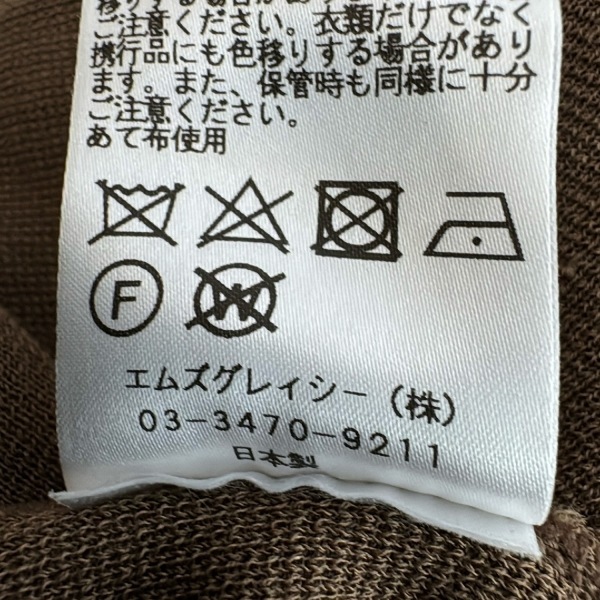 ご注意ください。衣類だけでなく
携行品にも色移りする場合があり
ます。また、保管時も同様に十分
ご注意ください。
あて布使用
F W
エムズグレィシー（株）
03-3470-9211
日本製